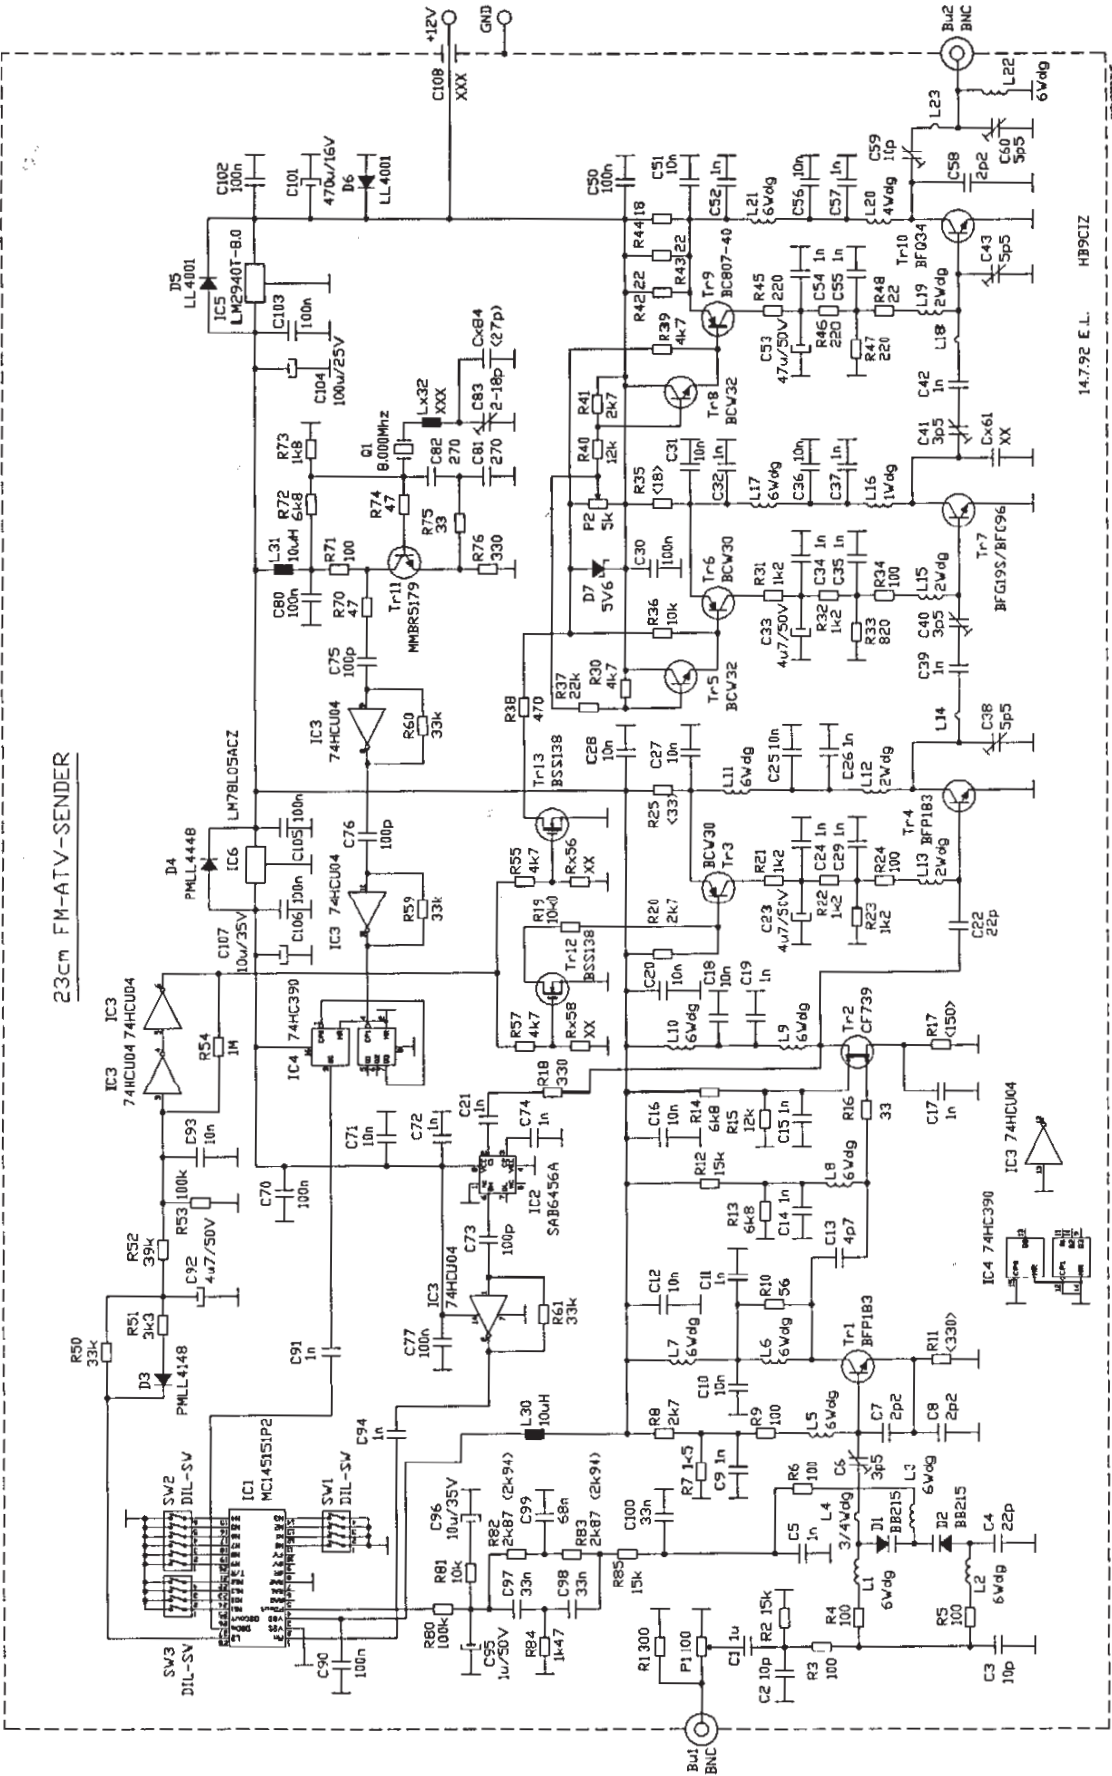 23cm FM-ATV-SENDER
+12V
GND
C108
XXX
Bu2
BNC
L22
6Wdg
L23
C59
10p
C60
5p5
C58
2p2
C102
100n
C101
470u/16V
D6
LL4001
D5
LL4001
IC5
LM2940T-8.0
C103
100n
C104
100u/25V
C50
100n
C51
10n
C52 1n
L21
6Wdg
C56 10n
C57 1n
L20
4Wdg
Tr10
BFQ34
C43
5p5
R44 18
R43 22
R42 22
Tr9
BC807-40
R45
220
C54 1n
C55 1n
C53
47u/50V
R46
220
R47
220
R48
22
L19
2Wdg
L18
C42
1n
C41
3p5
Cx61
XX
R39
4k7
R41
2k7
R40
12k
Tr8
BCW32
P2
5k
R35
<18>
C31
10n
C32 1n
L17
6Wdg
C36 10n
C37 1n
L16
1Wdg
Tr7
BFG19S/BFG96
D7
5V6
C30
100n
Tr6
BCW30
R31
1k2
C34 1n
C35 1n
C33
4u7/50V
R32
1k2
R33
820
R34
100
L15
2Wdg
C40
3p5
C39
1n
R36
10k
R30
4k7
R37
22k
Tr5
BCW32
L14
C38
5p5
R38
470
Tr13
BSS138
C28
10n
C27
10n
R25
<33>
L11
6Wdg
C25 10n
C26 1n
L12
2Wdg
Tr4
BFP183
BCW30
Tr3
R21
1k2
C24 1n
C29 1n
C23
4u7/50V
R22
1k2
R23
1k2
R24
100
L13
2Wdg
C22
22p
R20
2k7
R19
10k0
Tr12
BSS138
R55
4k7
Rx56
XX
R57
4k7
Rx58
XX
C20
10n
L10
6Wdg
C18
10n
C19
1n
L9
6Wdg
Tr2
CF739
R17
<150>
C17
1n
R16
33
R18
330
C21
1n
C74
1n
C16
10n
R14
6k8
R15
12k
C15 1n
R12
15k
R13
6k8
C14 1n
L8
6Wdg
C13
4p7
IC2
SAB6456A
C73
100p
IC3
74HCU04
R61
33k
C77
100n
C12
10n
C11
1n
L7
6Wdg
C10
10n
R10
56
L6
6Wdg
Tr1
BFP183
R11
<330>
C7
2p2
C8
2p2
L5
6Wdg
R9
100
R8
2k7
R7 1k5
C9 1n
L30
10uH
C6
3p5
L3
6Wdg
R6
100
L4
3/4Wdg
D1
BB215
D2
BB215
C4
22p
C5
1n
L1
6Wdg
L2
6Wdg
R4
100
R5
100
C3
10p
R3
100
R2 15k
C2 10p
C1 1u
P1 100
R1 300
Bu1
BNC
R85
15k
C100
33n
R83
2k87 (2k94)
R82
2k87 (2k94)
C99
68n
C98
33n
C97
33n
R84
1k47
C96
10u/35V
R81
10k
C95
1u/50V
R80
100k
C90
100n
IC1
MC145151P2
SW1
DIL-SW
SW2
DIL-SW
SW3
DIL-SW
C94
1n
C91
1n
D3
PMLL4148
R50
33k
R51
3k3
R52
39k
C92
4u7/50V
R53 100k
C93
10n
IC3
74HCU04
IC3
74HCU04
R54
1M
C107
10u/35V
C106
100n
C105
100n
D4
PMLL4448
IC6
LM78L05ACZ
C70
100n
C71
10n
C72
1n
IC4
74HC390
IC3 74HCU04
R59
33k
C76
100p
IC3
74HCU04
R60
33k
C75
100p
R70
47
R71
100
C80
100n
L31
10uH
R72
6k8
R73
1k8
Tr11
MMBR5179
R74
47
R75
33
R76
330
Q1
8.000Mhz
Lx32
XXX
C82
270
C81
270
C83
2-18p
Cx84
(27p)
IC4 74HC390
IC3 74HCU04
14.7.92 E.L.
HB9CIZ